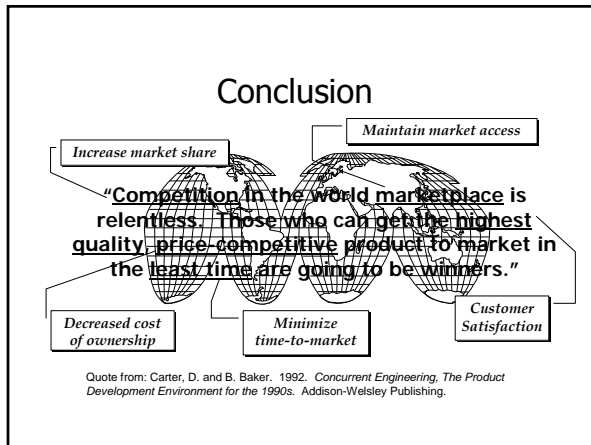 Conclusion
Maintain market access
Increase market share
“Competition in the world marketplace is
relentless. Those who can get the highest
quality, price-competitive product to market in
the least time are going to be winners.”
Decreased cost
of ownership
Minimize
time-to-market
Customer
Satisfaction
Quote from: Carter, D. and B. Baker. 1992. Concurrent Engineering, The Product
Development Environment for the 1990s. Addison-Welsley Publishing.